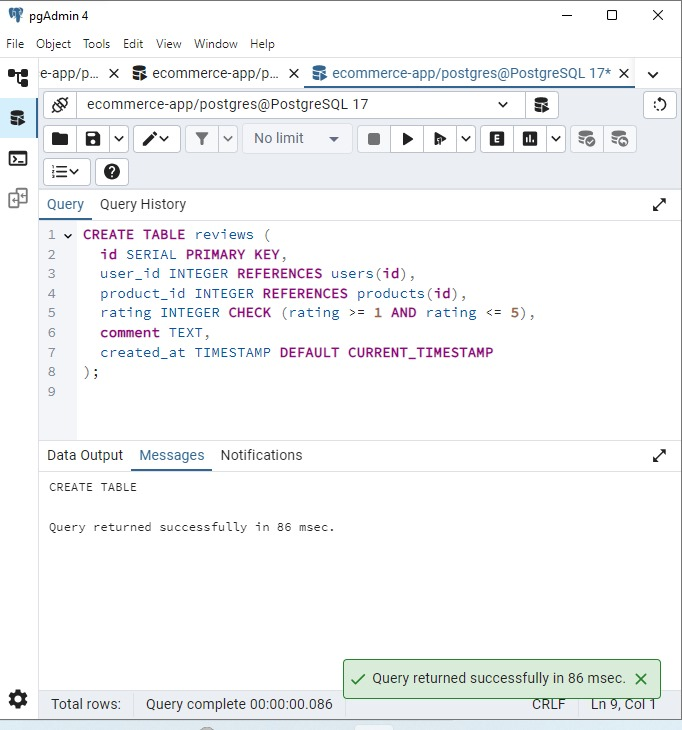 pgAdmin 4
File Object Tools Edit View Window Help
e-app/p... ecommerce-app/p... ecommerce-app/postgres@PostgreSQL 17*
ecommerce-app/postgres@PostgreSQL 17
No limit E
Query Query History
1 CREATE TABLE reviews (
2 id SERIAL PRIMARY KEY,
3 user_id INTEGER REFERENCES users(id),
4 product_id INTEGER REFERENCES products(id),
5 rating INTEGER CHECK (rating >= 1 AND rating <= 5),
6 comment TEXT,
7 created_at TIMESTAMP DEFAULT CURRENT_TIMESTAMP
8 );
9
Data Output Messages Notifications
CREATE TABLE
Query returned successfully in 86 msec.
Query returned successfully in 86 msec.
Total rows: Query complete 00:00:00.086 CRLF Ln 9, Col 1